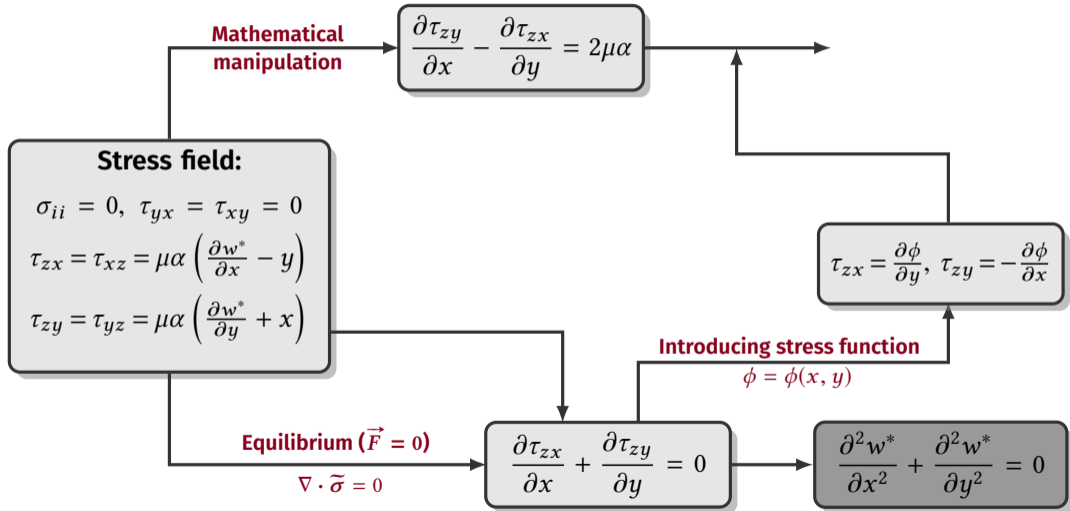 Mathematical
manipulation
∂τ_zy/∂x − ∂τ_zx/∂y = 2μα
Stress field:
σ_ii = 0, τ_yx = τ_xy = 0
τ_zx = τ_xz = μα (∂w*/∂x − y)
τ_zy = τ_yz = μα (∂w*/∂y + x)
τ_zx = ∂ϕ/∂y, τ_zy = −∂ϕ/∂x
Introducing stress function
ϕ = ϕ(x, y)
Equilibrium (F⃗ = 0)
∇ · σ̃ = 0
∂τ_zx/∂x + ∂τ_zy/∂y = 0
∂²w*/∂x² + ∂²w*/∂y² = 0